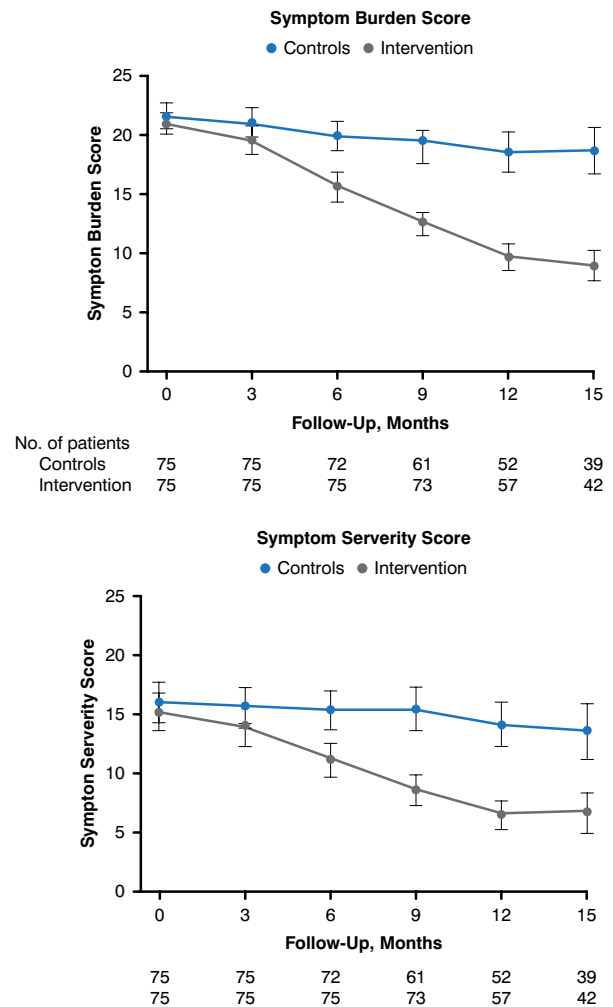 Symptom Burden Score
Controls Intervention
25
20
15
10
5
0
Sympton Burden Score
0 3 6 9 12 15
Follow-Up, Months
No. of patients
Controls 75 75 72 61 52 39
Intervention 75 75 75 73 57 42
Symptom Serverity Score
Controls Intervention
25
20
15
10
5
0
Sympton Serverity Score
0 3 6 9 12 15
Follow-Up, Months
75 75 72 61 52 39
75 75 75 73 57 42